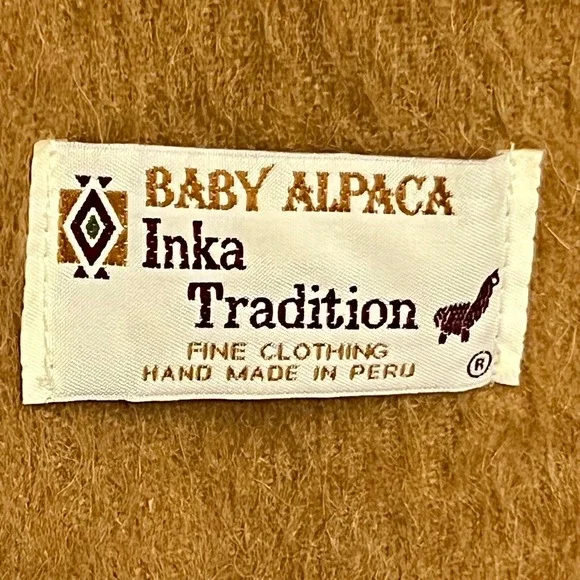 BABY ALPACA
Inka
Tradition
FINE CLOTHING
HAND MADE IN PERU
®